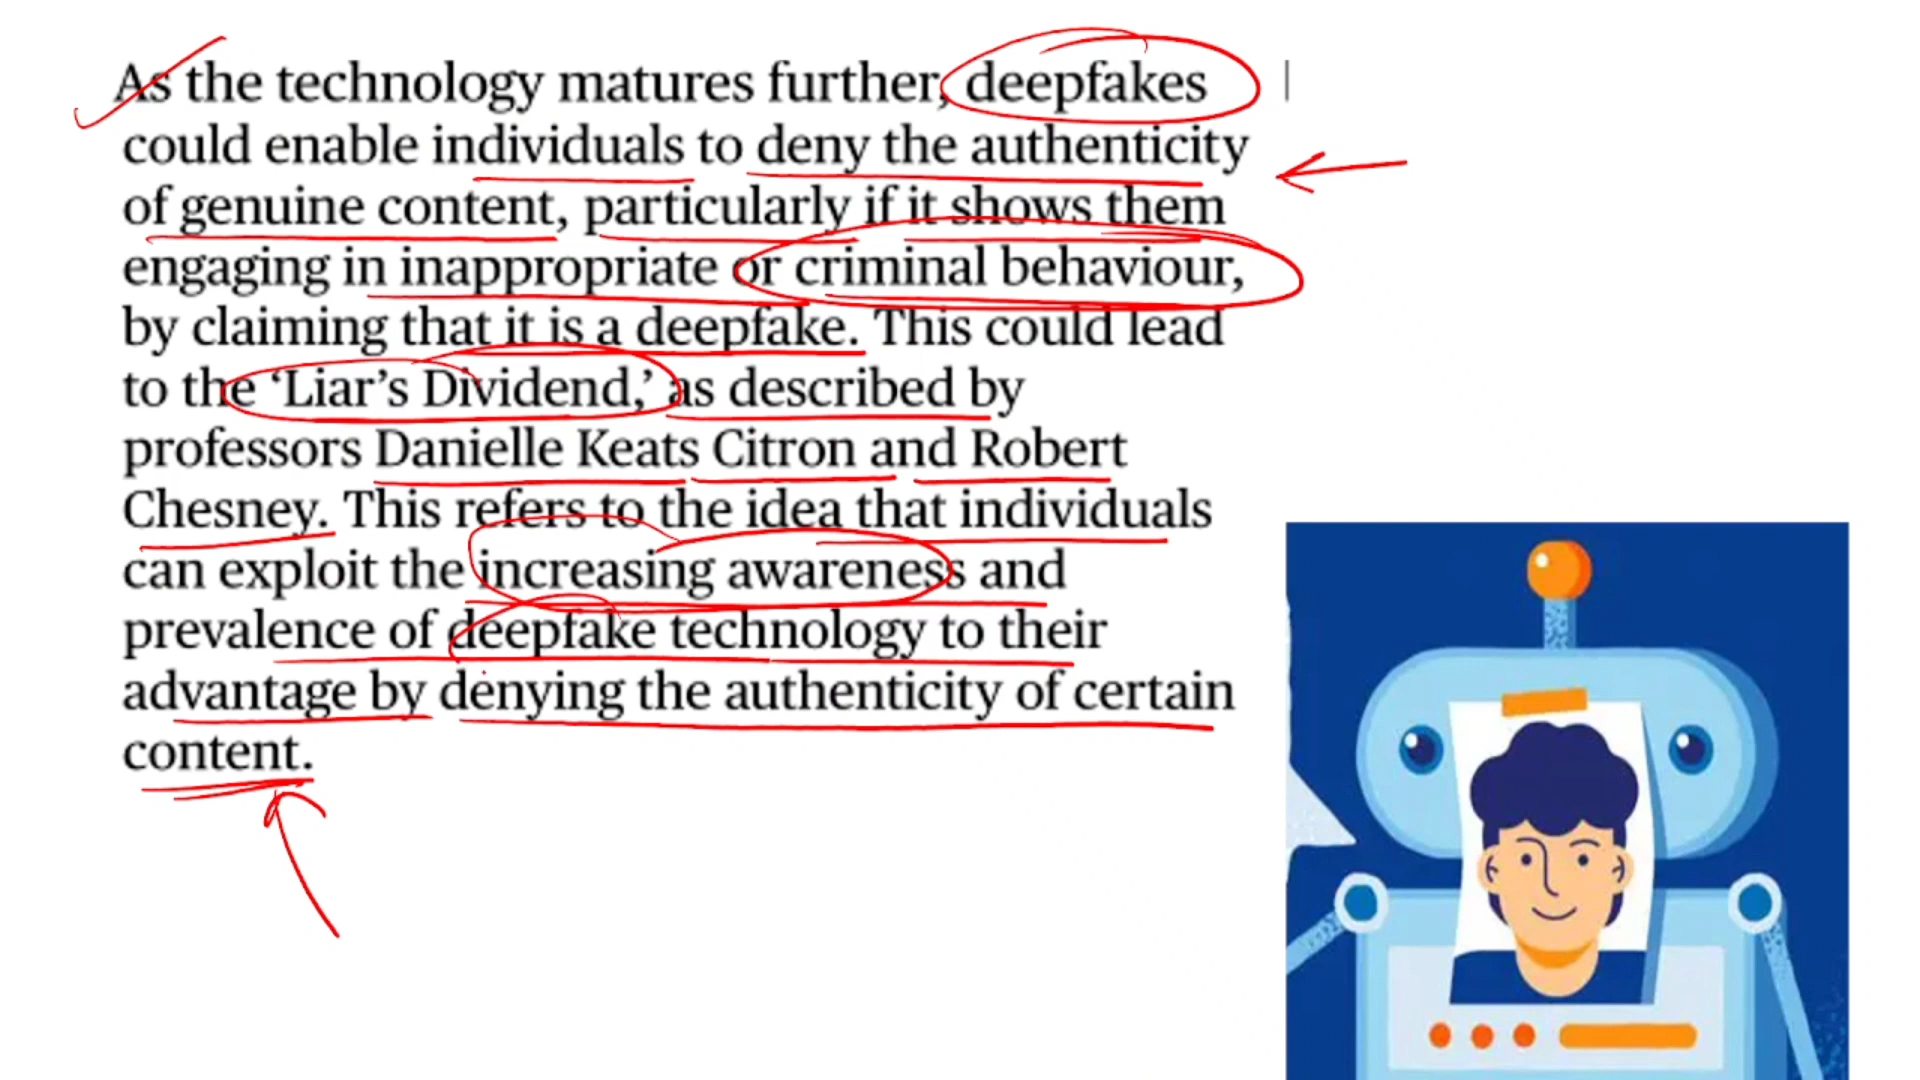 As the technology matures further, deepfakes
could enable individuals to deny the authenticity
of genuine content, particularly if it shows them
engaging in inappropriate or criminal behaviour,
by claiming that it is a deepfake. This could lead
to the ‘Liar’s Dividend,’ as described by
professors Danielle Keats Citron and Robert
Chesney. This refers to the idea that individuals
can exploit the increasing awareness and
prevalence of deepfake technology to their
advantage by denying the authenticity of certain
content.